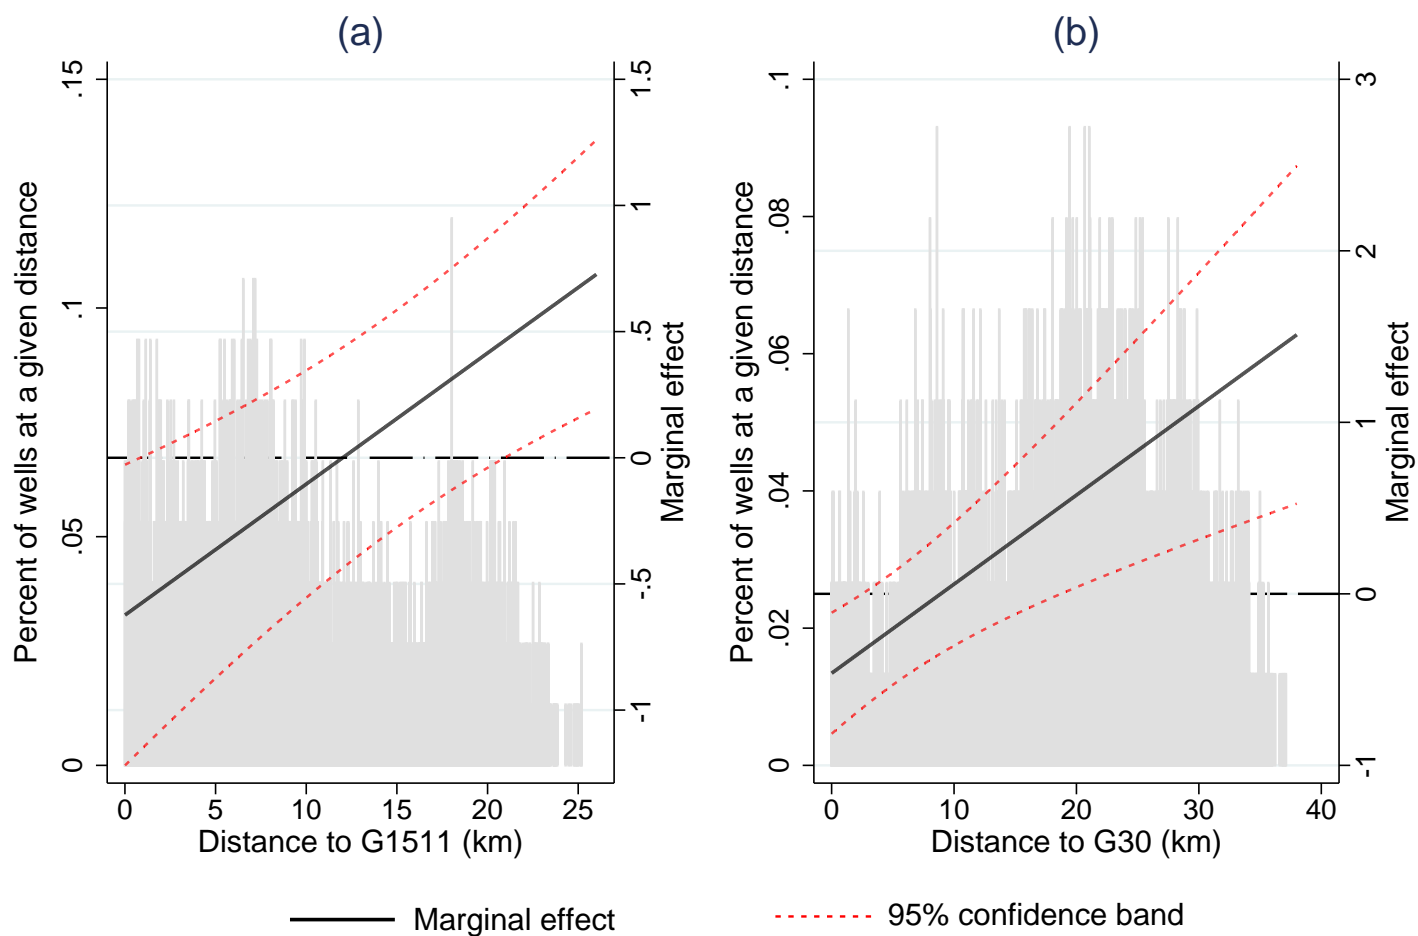 (a)
.15
.1
.05
0
Percent of wells at a given distance
1.5
1
.5
0
-.5
-1
Marginal effect
0 5 10 15 20 25
Distance to G1511 (km)
(b)
.1
.08
.06
.04
.02
0
Percent of wells at a given distance
3
2
1
0
-1
Marginal effect
0 10 20 30 40
Distance to G30 (km)
Marginal effect
95% confidence band